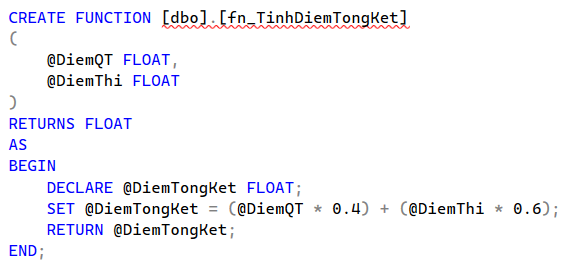 CREATE FUNCTION [dbo].[fn_TinhDiemTongKet]
(
    @DiemQT FLOAT,
    @DiemThi FLOAT
)
RETURNS FLOAT
AS
BEGIN
    DECLARE @DiemTongKet FLOAT;
    SET @DiemTongKet = (@DiemQT * 0.4) + (@DiemThi * 0.6);
    RETURN @DiemTongKet;
END;